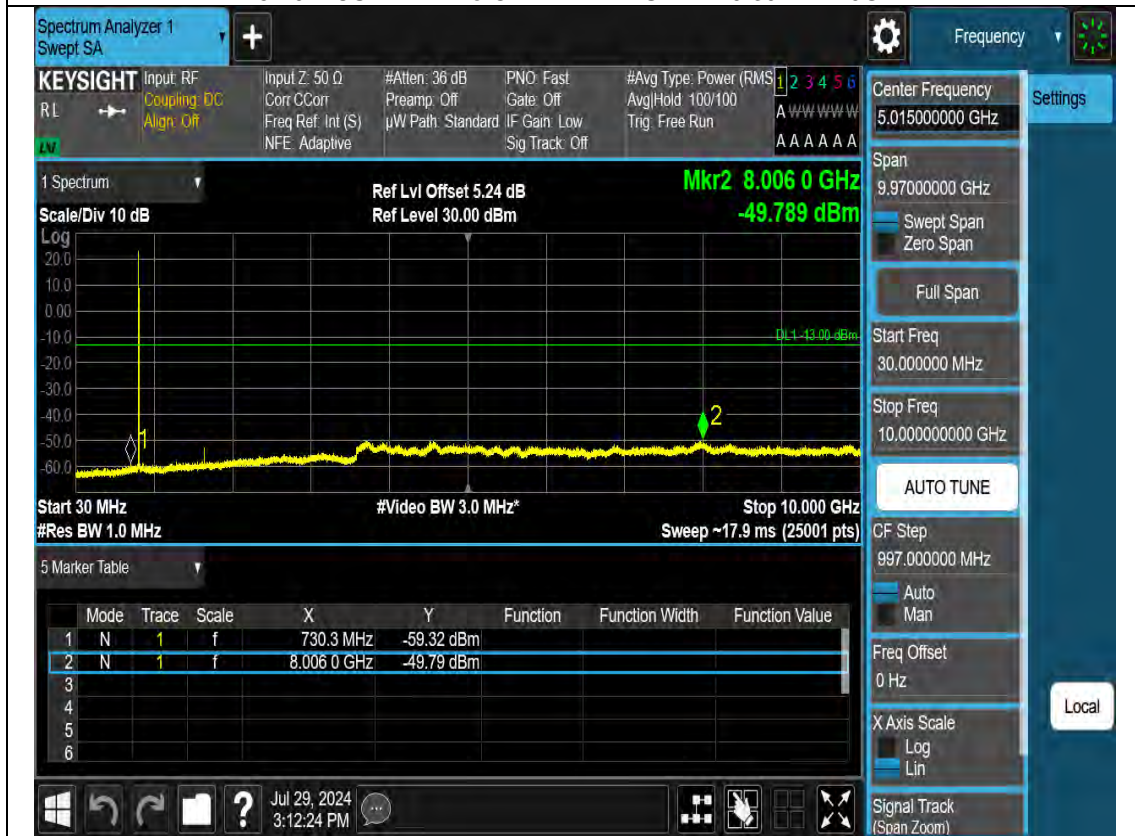 Spectrum Analyzer 1
Swept SA
Frequency
KEYSIGHT
RL
LXI
Input: RF
Coupling: DC
Align: Off
Input Z: 50 Ω
Corr CCorr
Freq Ref: Int (S)
NFE: Adaptive
#Atten: 36 dB
Preamp: Off
µW Path: Standard
PNO: Fast
Gate: Off
IF Gain: Low
Sig Track: Off
#Avg Type: Power (RMS
Avg|Hold: 100/100
Trig: Free Run
1 2 3 4 5 6
A W W W W W
A A A A A A
1 Spectrum
Scale/Div 10 dB
Log
Ref Lvl Offset 5.24 dB
Ref Level 30.00 dBm
Mkr2 8.006 0 GHz
-49.789 dBm
20.0
10.0
0.00
-10.0
-20.0
-30.0
-40.0
-50.0
-60.0
DL1 -13.00 dBm
1
2
Start 30 MHz
#Res BW 1.0 MHz
#Video BW 3.0 MHz*
Stop 10.000 GHz
Sweep ~17.9 ms (25001 pts)
5 Marker Table
Mode Trace Scale X Y Function Function Width Function Value
1 N 1 f 730.3 MHz -59.32 dBm
2 N 1 f 8.006 0 GHz -49.79 dBm
3
4
5
6
Jul 29, 2024
3:12:24 PM
Center Frequency
5.015000000 GHz
Settings
Span
9.97000000 GHz
Swept Span
Zero Span
Full Span
Start Freq
30.000000 MHz
Stop Freq
10.000000000 GHz
AUTO TUNE
CF Step
997.000000 MHz
Auto
Man
Freq Offset
0 Hz
X Axis Scale
Log
Lin
Local
Signal Track
(Span Zoom)